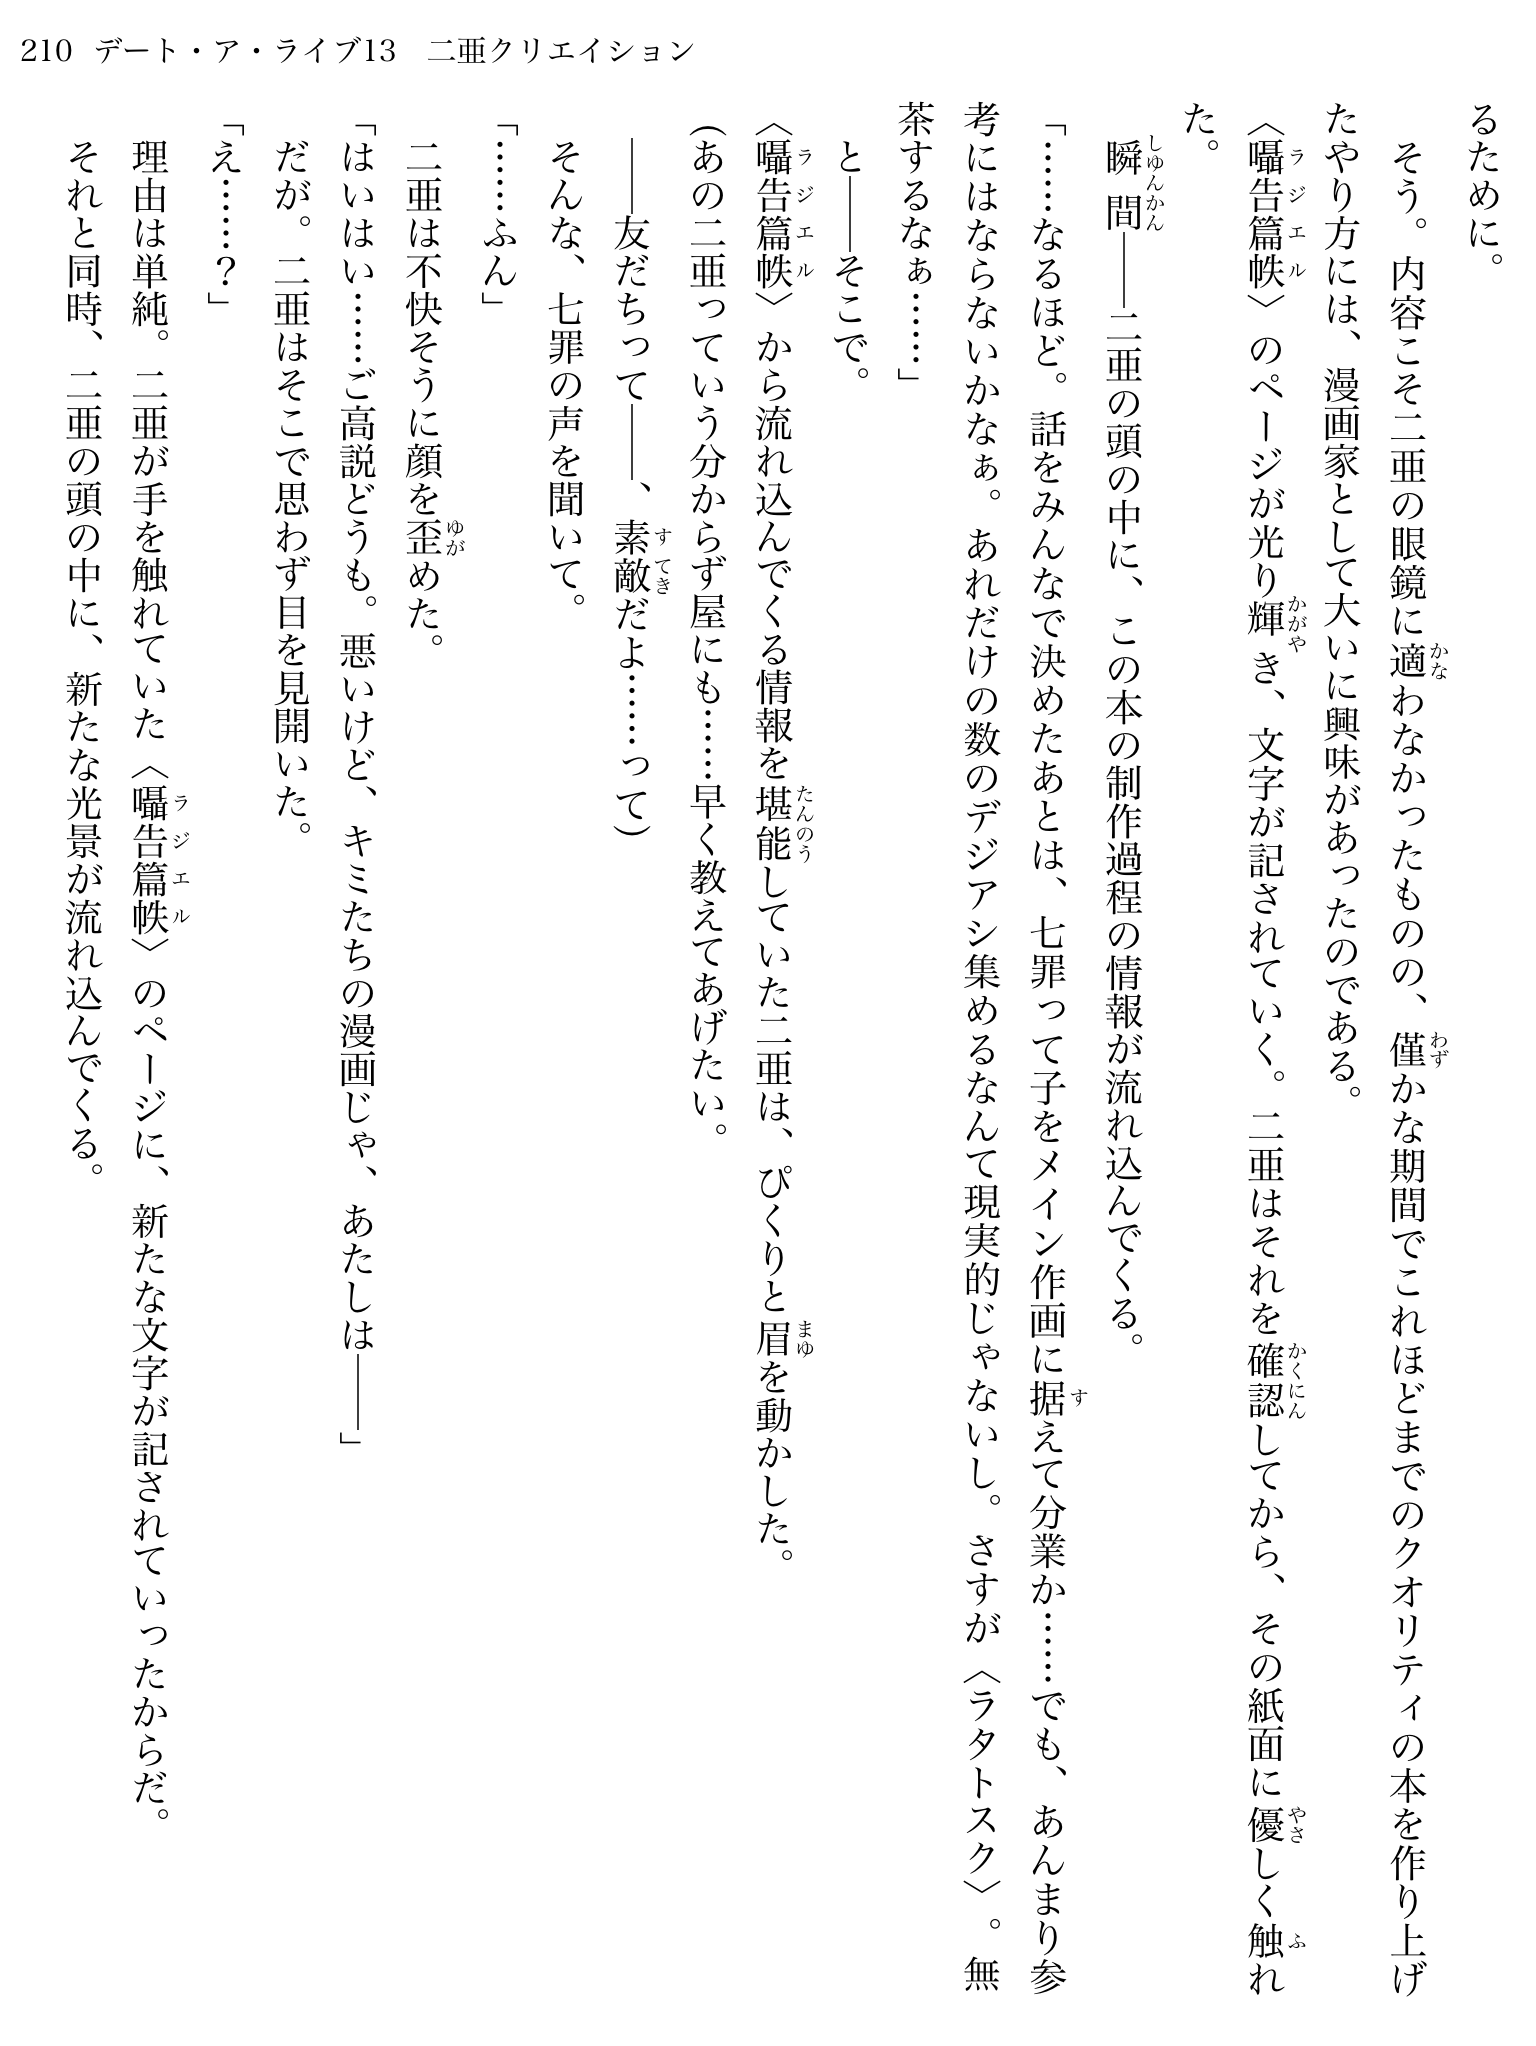 210 デート・ア・ライブ13　二亜クリエイション
るために。
　そう。内容こそ二亜の眼鏡に適わなかったものの、僅かな期間でこれほどまでのクオリティの本を作り上げ
たやり方には、漫画家として大いに興味があったのである。
〈囁告篇帙〉のページが光り輝き、文字が記されていく。二亜はそれを確認してから、その紙面に優しく触れ
た。
　瞬間――二亜の頭の中に、この本の制作過程の情報が流れ込んでくる。
「……なるほど。話をみんなで決めたあとは、七罪って子をメイン作画に据えて分業か……でも、あんまり参
考にはならないかなぁ。あれだけの数のデジアシ集めるなんて現実的じゃないし。さすが〈ラタトスク〉。無
茶するなぁ……」
　と――そこで。
〈囁告篇帙〉から流れ込んでくる情報を堪能していた二亜は、ぴくりと眉を動かした。
(あの二亜っていう分からず屋にも……早く教えてあげたい。
　――友だちって――、素敵だよ……って)
　そんな、七罪の声を聞いて。
「……ふん」
　二亜は不快そうに顔を歪めた。
「はいはい……ご高説どうも。悪いけど、キミたちの漫画じゃ、あたしは――」
　だが。二亜はそこで思わず目を見開いた。
「え……？」
　理由は単純。二亜が手を触れていた〈囁告篇帙〉のページに、新たな文字が記されていったからだ。
　それと同時、二亜の頭の中に、新たな光景が流れ込んでくる。